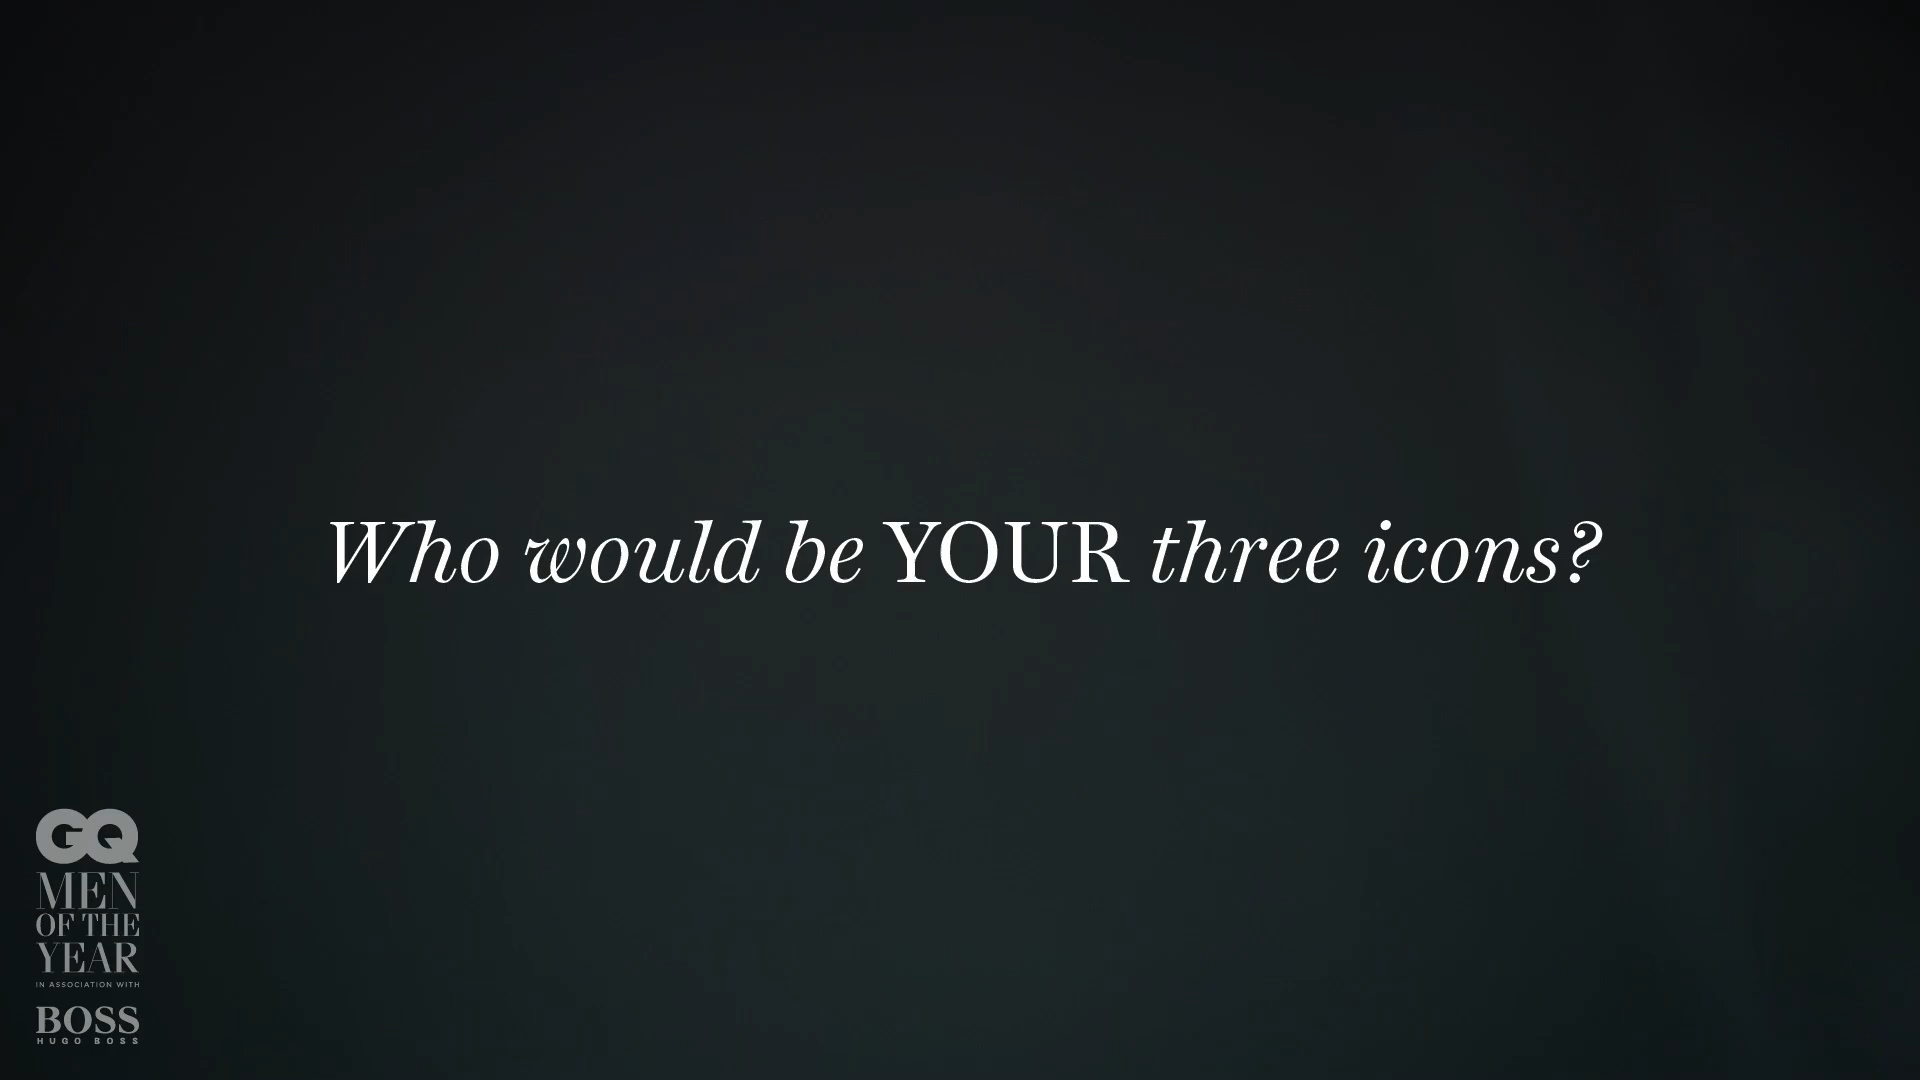 Who would be YOUR three icons?
GQ
MEN
OF THE
YEAR
IN ASSOCIATION WITH
BOSS
HUGO BOSS